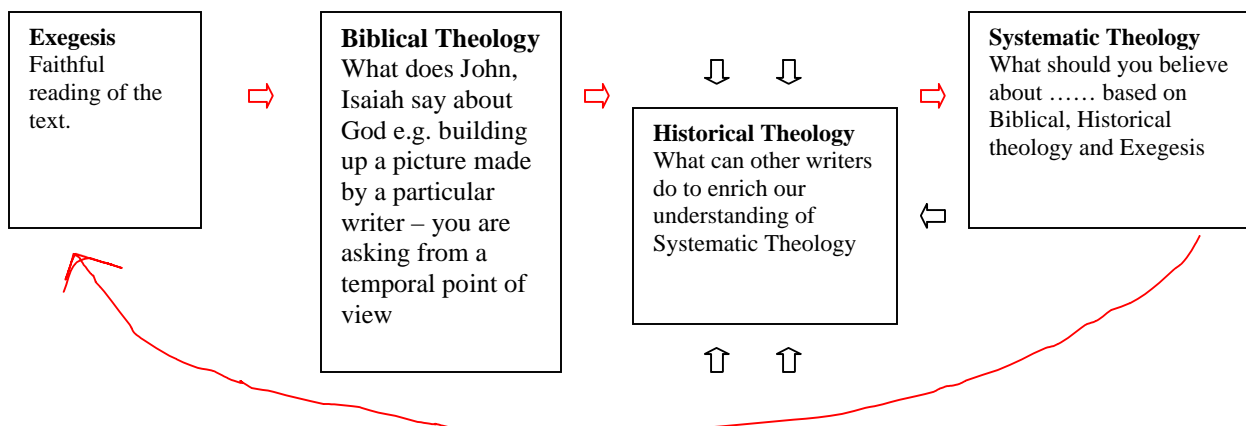 Exegesis
Faithful
reading of the
text.
Biblical Theology
What does John,
Isaiah say about
God e.g. building
up a picture made
by a particular
writer – you are
asking from a
temporal point of
view
Historical Theology
What can other writers
do to enrich our
understanding of
Systematic Theology
Systematic Theology
What should you believe
about …… based on
Biblical, Historical
theology and Exegesis